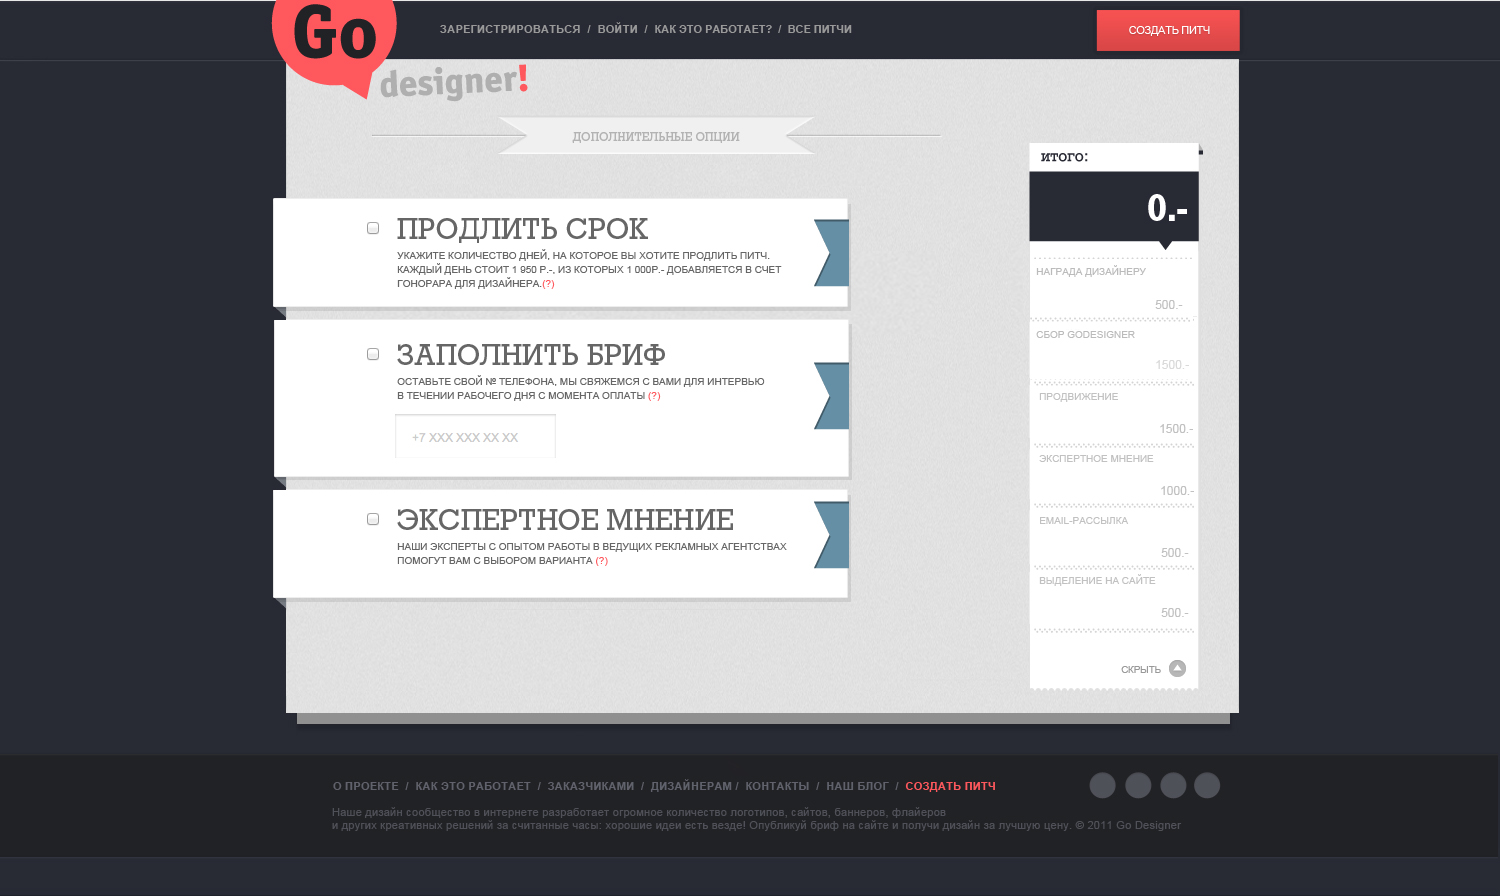 Go
designer!
ЗАРЕГИСТРИРОВАТЬСЯ / ВОЙТИ / КАК ЭТО РАБОТАЕТ? / ВСЕ ПИТЧИ
СОЗДАТЬ ПИТЧ
ДОПОЛНИТЕЛЬНЫЕ ОПЦИИ
ПРОДЛИТЬ СРОК
УКАЖИТЕ КОЛИЧЕСТВО ДНЕЙ, НА КОТОРОЕ ВЫ ХОТИТЕ ПРОДЛИТЬ ПИТЧ.
КАЖДЫЙ ДЕНЬ СТОИТ 1 950 Р.-, ИЗ КОТОРЫХ 1 000Р.- ДОБАВЛЯЕТСЯ В СЧЕТ
ГОНОРАРА ДЛЯ ДИЗАЙНЕРА.(?)
ЗАПОЛНИТЬ БРИФ
ОСТАВЬТЕ СВОЙ № ТЕЛЕФОНА, МЫ СВЯЖЕМСЯ С ВАМИ ДЛЯ ИНТЕРВЬЮ
В ТЕЧЕНИИ РАБОЧЕГО ДНЯ С МОМЕНТА ОПЛАТЫ (?)
+7 XXX XXX XX XX
ЭКСПЕРТНОЕ МНЕНИЕ
НАШИ ЭКСПЕРТЫ С ОПЫТОМ РАБОТЫ В ВЕДУЩИХ РЕКЛАМНЫХ АГЕНТСТВАХ
ПОМОГУТ ВАМ С ВЫБОРОМ ВАРИАНТА (?)
ИТОГО:
0.-
НАГРАДА ДИЗАЙНЕРУ
500.-
СБОР GODESIGNER
1500.-
ПРОДВИЖЕНИЕ
1500.-
ЭКСПЕРТНОЕ МНЕНИЕ
1000.-
EMAIL-РАССЫЛКА
500.-
ВЫДЕЛЕНИЕ НА САЙТЕ
500.-
СКРЫТЬ
О ПРОЕКТЕ / КАК ЭТО РАБОТАЕТ / ЗАКАЗЧИКАМИ / ДИЗАЙНЕРАМ / КОНТАКТЫ / НАШ БЛОГ / СОЗДАТЬ ПИТЧ
Наше дизайн сообщество в интернете разработает огромное количество логотипов, сайтов, баннеров, флайеров
и других креативных решений за считанные часы: хорошие идеи есть везде! Опубликуй бриф на сайте и получи дизайн за лучшую цену. © 2011 Go Designer